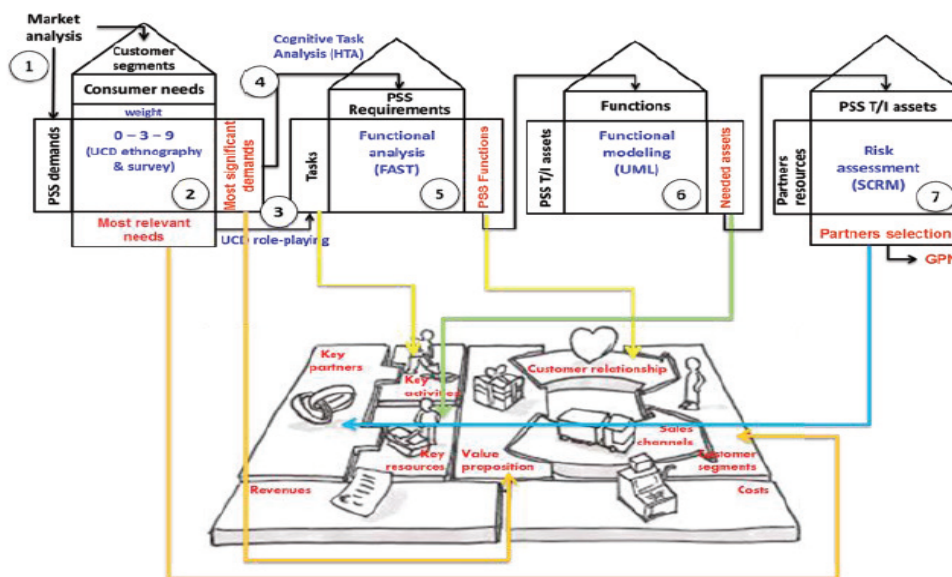 Market
analysis
1
Customer
segments
Consumer needs
weight
PSS demands
0 – 3 – 9
(UCD ethnography
& survey)
2
Most significant
demands
Most relevant
needs
3
UCD role-playing
4
Cognitive Task
Analysis (HTA)
PSS
Requirements
Tasks
Functional
analysis
(FAST)
5
PSS Functions
Functions
PSS T/I assets
Functional
modeling
(UML)
6
Needed assets
PSS T/I assets
Partners
resources
Risk
assessment
(SCRM)
7
Partners selection
GPN
Key
partners
Key
activities
Customer relationship
Key
resources
Value
proposition
Sales
channels
Customer
segments
Revenues
Costs